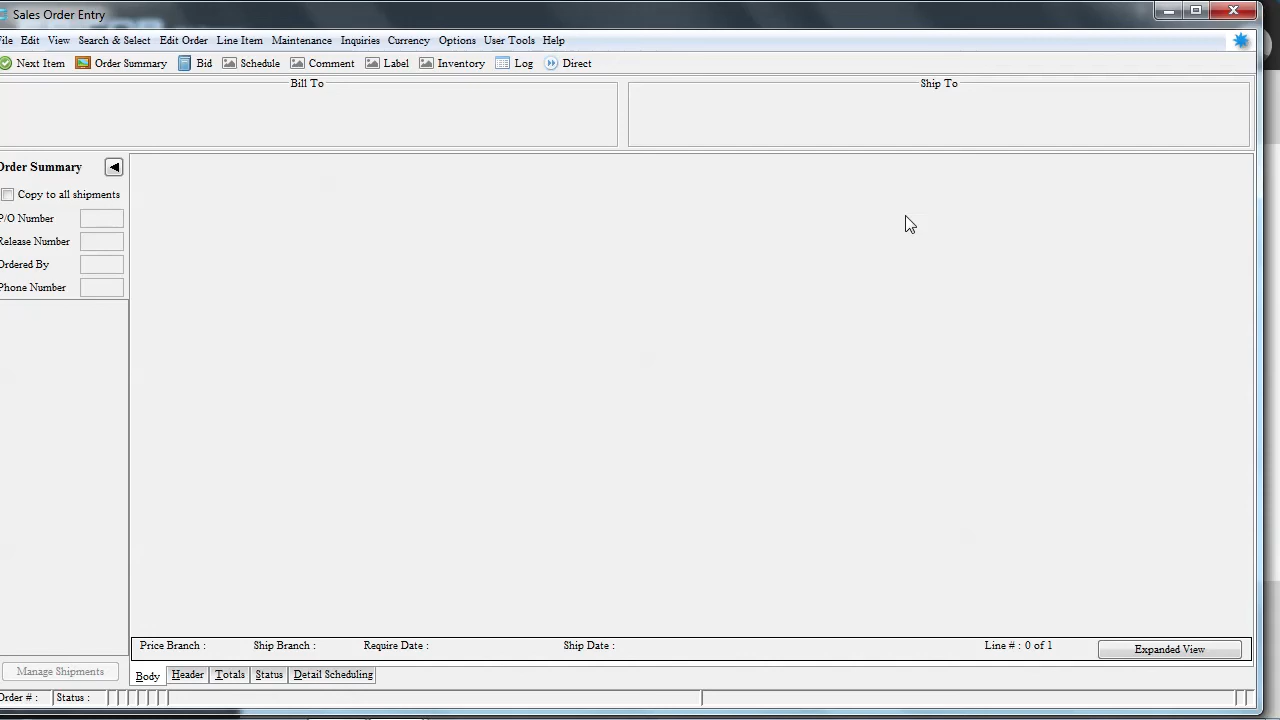 Sales Order Entry
File Edit View Search & Select Edit Order Line Item Maintenance Inquiries Currency Options User Tools Help
Next Item Order Summary Bid Schedule Comment Label Inventory Log Direct
Bill To Ship To
Order Summary
Copy to all shipments
P/O Number
Release Number
Ordered By
Phone Number
Price Branch : Ship Branch : Require Date : Ship Date : Line # : 0 of 1 Expanded View
Manage Shipments
Body Header Totals Status Detail Scheduling
Order # : Status :